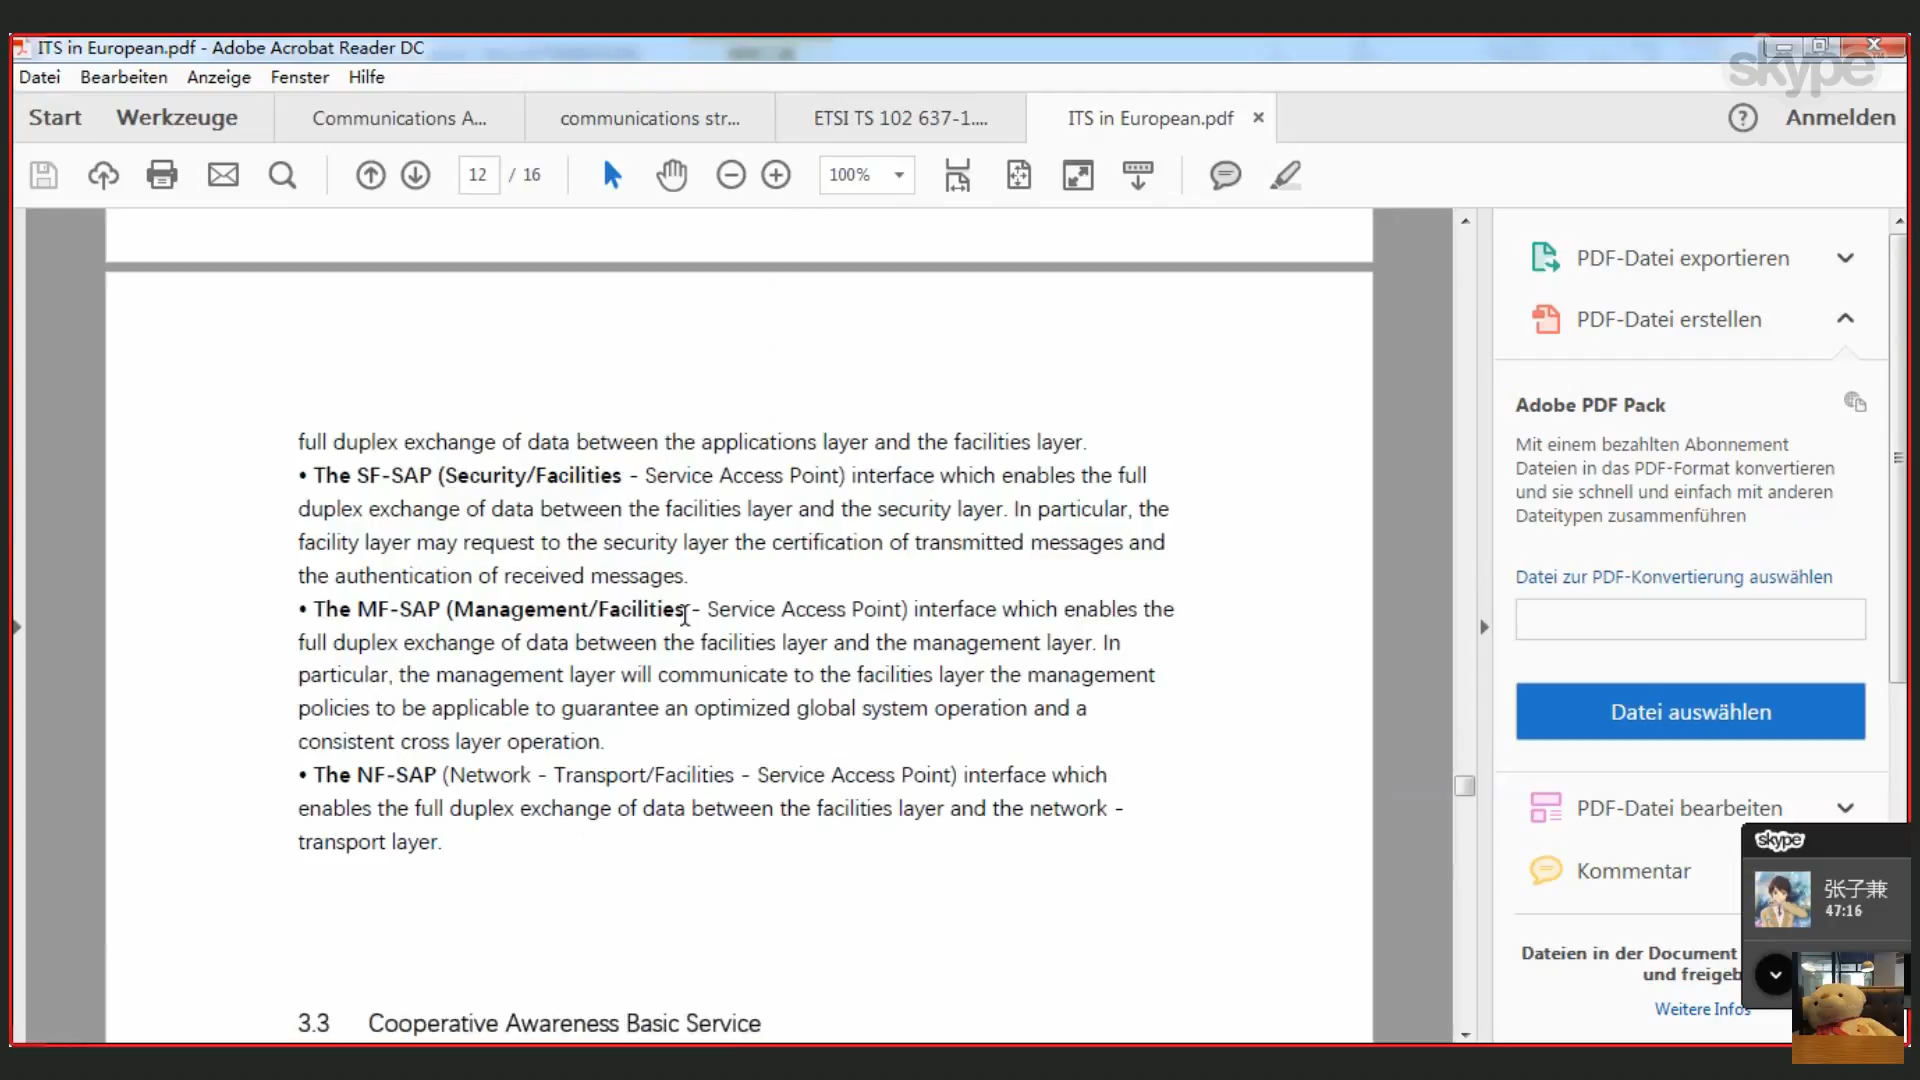 ITS in European.pdf - Adobe Acrobat Reader DC
skype
Datei Bearbeiten Anzeige Fenster Hilfe
Start Werkzeuge Communications A... communications str... ETSI TS 102 637-1.... ITS in European.pdf × ? Anmelden
12 / 16 100%
full duplex exchange of data between the applications layer and the facilities layer.
• The SF-SAP (Security/Facilities - Service Access Point) interface which enables the full
duplex exchange of data between the facilities layer and the security layer. In particular, the
facility layer may request to the security layer the certification of transmitted messages and
the authentication of received messages.
• The MF-SAP (Management/Facilities - Service Access Point) interface which enables the
full duplex exchange of data between the facilities layer and the management layer. In
particular, the management layer will communicate to the facilities layer the management
policies to be applicable to guarantee an optimized global system operation and a
consistent cross layer operation.
• The NF-SAP (Network - Transport/Facilities - Service Access Point) interface which
enables the full duplex exchange of data between the facilities layer and the network -
transport layer.
3.3 Cooperative Awareness Basic Service
PDF-Datei exportieren
PDF-Datei erstellen
Adobe PDF Pack
Mit einem bezahlten Abonnement
Dateien in das PDF-Format konvertieren
und sie schnell und einfach mit anderen
Dateitypen zusammenführen
Datei zur PDF-Konvertierung auswählen
Datei auswählen
PDF-Datei bearbeiten
Kommentar
Dateien in der Document
und freigeb
Weitere Infos
skype
张子兼
47:16